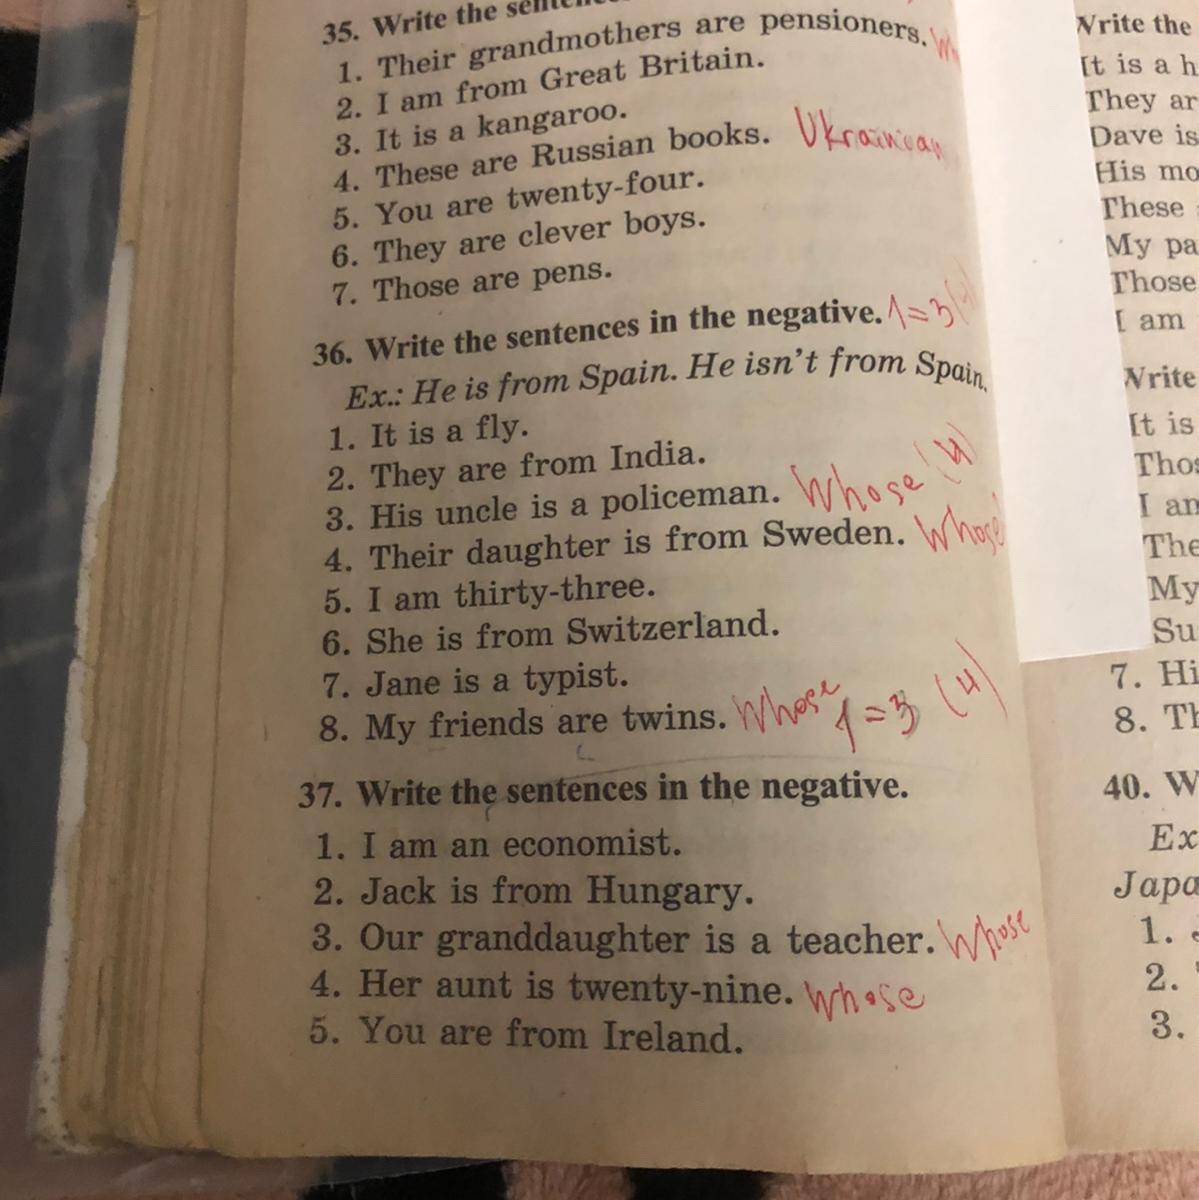 35. Write the
1. Their grandmothers are pensioners.
2. I am from Great Britain.
3. It is a kangaroo.
4. These are Russian books. Ukrainian
5. You are twenty-four.
6. They are clever boys.
7. Those are pens.
36. Write the sentences in the negative. 1=3(4)
Ex.: He is from Spain. He isn't from Spain.
1. It is a fly.
2. They are from India.
3. His uncle is a policeman. Whose (4)
4. Their daughter is from Sweden. Whose
5. I am thirty-three.
6. She is from Switzerland.
7. Jane is a typist.
8. My friends are twins. Whose 1=3 (4)
37. Write the sentences in the negative.
1. I am an economist.
2. Jack is from Hungary.
3. Our granddaughter is a teacher. Whose
4. Her aunt is twenty-nine. Whose
5. You are from Ireland.
Write the
It is a h
They ar
Dave is
His mo
These
My pa
Those
I am
Write
It is
Thos
I am
The
My
Su
7. Hi
8. Th
40. W
Ex
Japa
1.
2.
3.